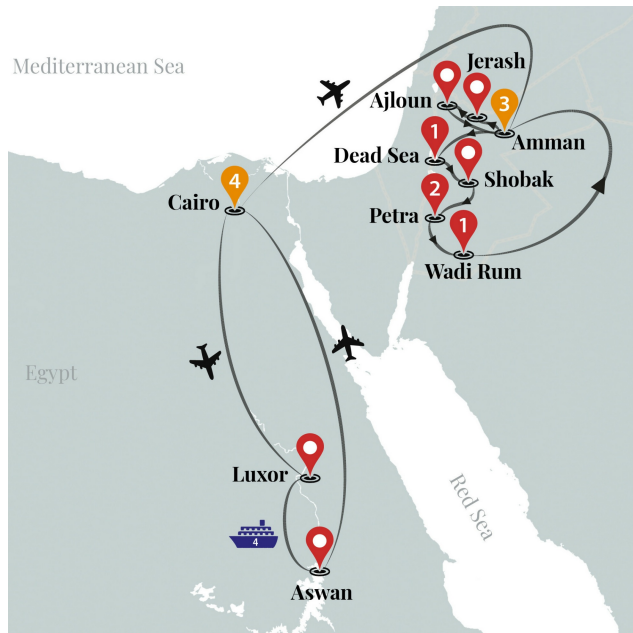 Mediterranean Sea
Jerash
Ajloun
3
1
Amman
Dead Sea
4
Shobak
Cairo
2
Petra
1
Wadi Rum
Egypt
Luxor
Red Sea
4
Aswan